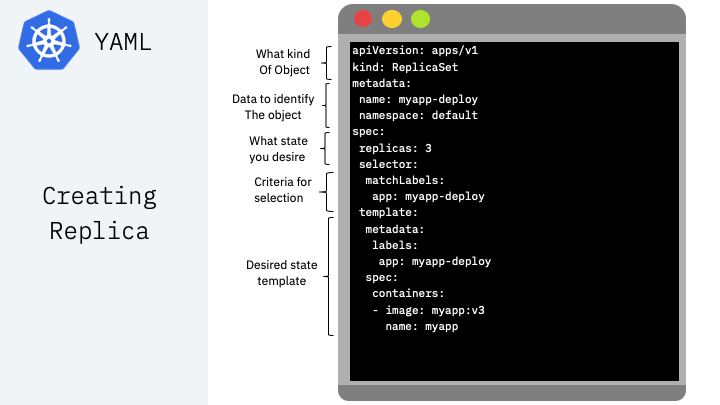 YAML
Creating
Replica
What kind
Of Object
Data to identify
The object
What state
you desire
Criteria for
selection
Desired state
template
apiVersion: apps/v1
kind: ReplicaSet
metadata:
 name: myapp-deploy
 namespace: default
spec:
 replicas: 3
 selector:
  matchLabels:
   app: myapp-deploy
 template:
  metadata:
   labels:
    app: myapp-deploy
  spec:
   containers:
   - image: myapp:v3
     name: myapp